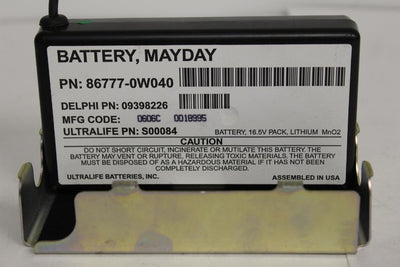 BATTERY, MAYDAY
PN: 86777-0W040
DELPHI PN: 09398226
MFG CODE: 0606C 0018995
ULTRALIFE PN: S00084 BATTERY, 16.5V PACK, LITHIUM MnO2
CAUTION
DO NOT SHORT CIRCUIT, INCINERATE OR MUTILATE THIS BATTERY. THE
BATTERY MAY VENT OR RUPTURE, RELEASING TOXIC MATERIALS. THE BATTERY
MUST BE DISPOSED OF AS A HAZARDOUS MATERIAL IF IT HAS NOT BEEN
COMPLETELY DISCHARGED.
ULTRALIFE BATTERIES, INC. ASSEMBLED IN USA